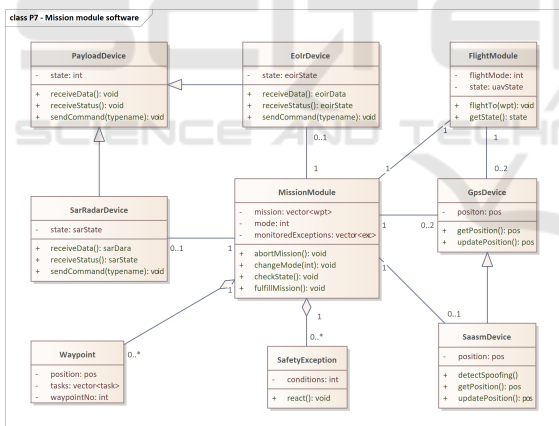 class P7 - Mission module software
PayloadDevice
- state: int
+ receiveData(): void
+ receiveStatus(): void
+ sendCommand(typename): void
EoIrDevice
- state: eoirState
+ receiveData(): eoirData
+ receiveStatus(): eoirState
+ sendCommand(typename): void
FlightModule
- flightMode: int
- state: uavState
+ flightTo(wpt): void
+ getState(): state
0..1
1
1
1
1
0..2
SCIENCE AND TECHN
SarRadarDevice
- state: sarState
+ receiveData(): sarDara
+ receiveStatus(): sarState
+ sendCommand(typename): void
0..1
1
MissionModule
- mission: vector<wpt>
- mode: int
- monitoredExceptions: vector<exc>
+ abortMission(): void
+ changeMode(int): void
+ checkState(): void
+ fulfillMission(): void
1
0..2
GpsDevice
- positon: pos
+ getPosition(): pos
+ updatePosition(): pos
1
1
1
0..1
0..*
0..*
Waypoint
- position: pos
- tasks: vector<task>
- waypointNo: int
SafetyException
- conditions: int
+ react(): void
SaasmDevice
- position: pos
+ detectSpoofing()
+ getPosition(): pos
+ updatePosition(): pos